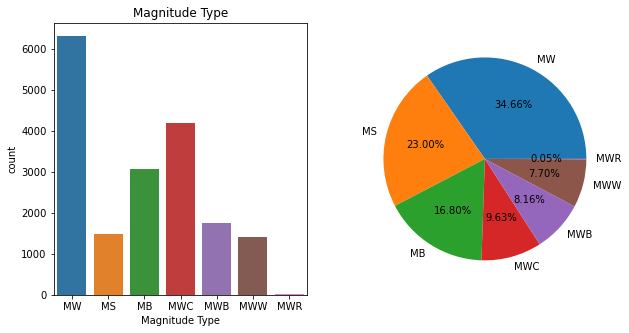 Magnitude Type
count
6000
5000
4000
3000
2000
1000
0
MW MS MB MWC MWB MWW MWR
Magnitude Type
MW
34.66%
MS
23.00%
MB
16.80%
MWC
9.63%
MWB
8.16%
MWW
7.70%
MWR
0.05%